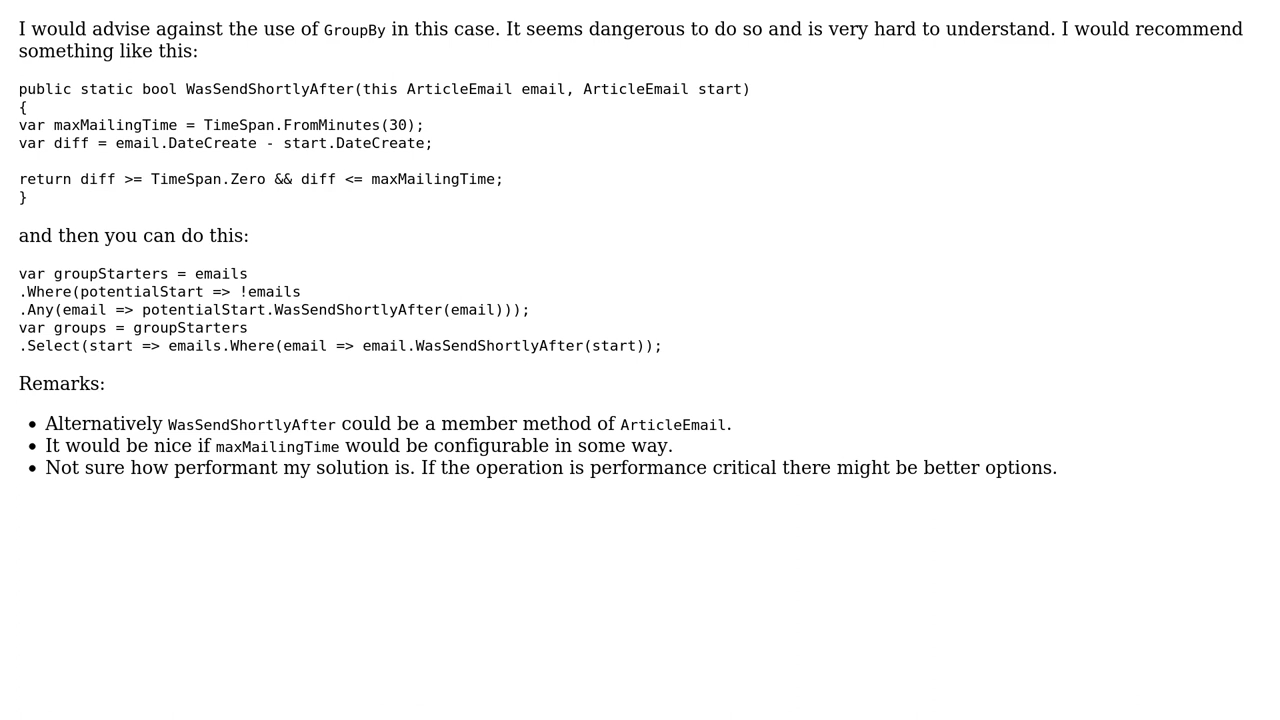 I would advise against the use of GroupBy in this case. It seems dangerous to do so and is very hard to understand. I would recommend
something like this:
public static bool WasSendShortlyAfter(this ArticleEmail email, ArticleEmail start)
{
var maxMailingTime = TimeSpan.FromMinutes(30);
var diff = email.DateCreate - start.DateCreate;
return diff >= TimeSpan.Zero && diff <= maxMailingTime;
}
and then you can do this:
var groupStarters = emails
.Where(potentialStart => !emails
.Any(email => potentialStart.WasSendShortlyAfter(email)));
var groups = groupStarters
.Select(start => emails.Where(email => email.WasSendShortlyAfter(start));
Remarks:
• Alternatively WasSendShortlyAfter could be a member method of ArticleEmail.
• It would be nice if maxMailingTime would be configurable in some way.
• Not sure how performant my solution is. If the operation is performance critical there might be better options.